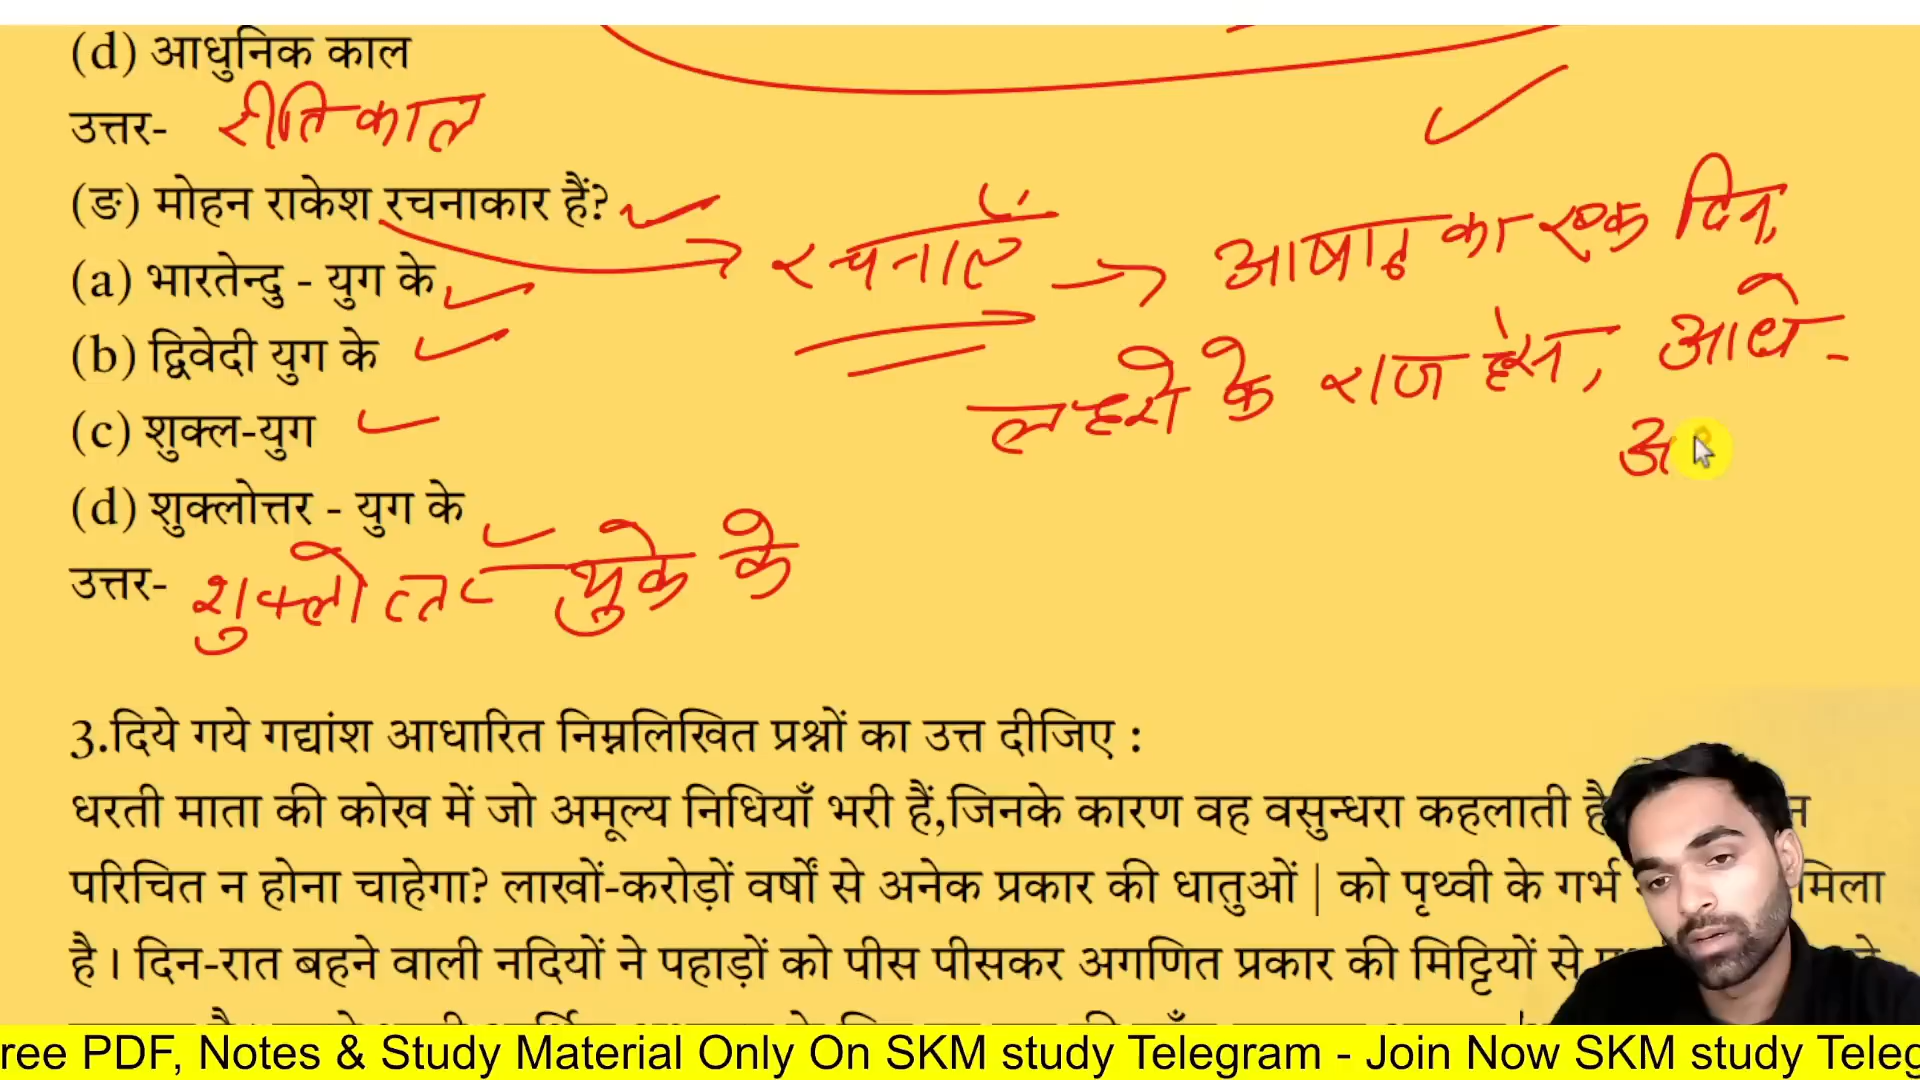 (d) आधुनिक काल
उत्तर- रीतिकाल
(ङ) मोहन राकेश रचनाकार हैं?
रचनाएँ → आषाढ का एक दिन,
(a) भारतेन्दु - युग के
लहरो के राज हंस, आधे-
(b) द्विवेदी युग के
(c) शुक्ल-युग
अ
(d) शुक्लोत्तर - युग के
उत्तर- शुक्लोत्तर युके के
3.दिये गये गद्यांश आधारित निम्नलिखित प्रश्नों का उत्त दीजिए :
धरती माता की कोख में जो अमूल्य निधियाँ भरी हैं,जिनके कारण वह वसुन्धरा कहलाती है
परिचित न होना चाहेगा? लाखों-करोड़ों वर्षों से अनेक प्रकार की धातुओं | को पृथ्वी के गर्भ मिला
है। दिन-रात बहने वाली नदियों ने पहाड़ों को पीस पीसकर अगणित प्रकार की मिट्टियों से
ree PDF, Notes & Study Material Only On SKM study Telegram - Join Now SKM study Teleg